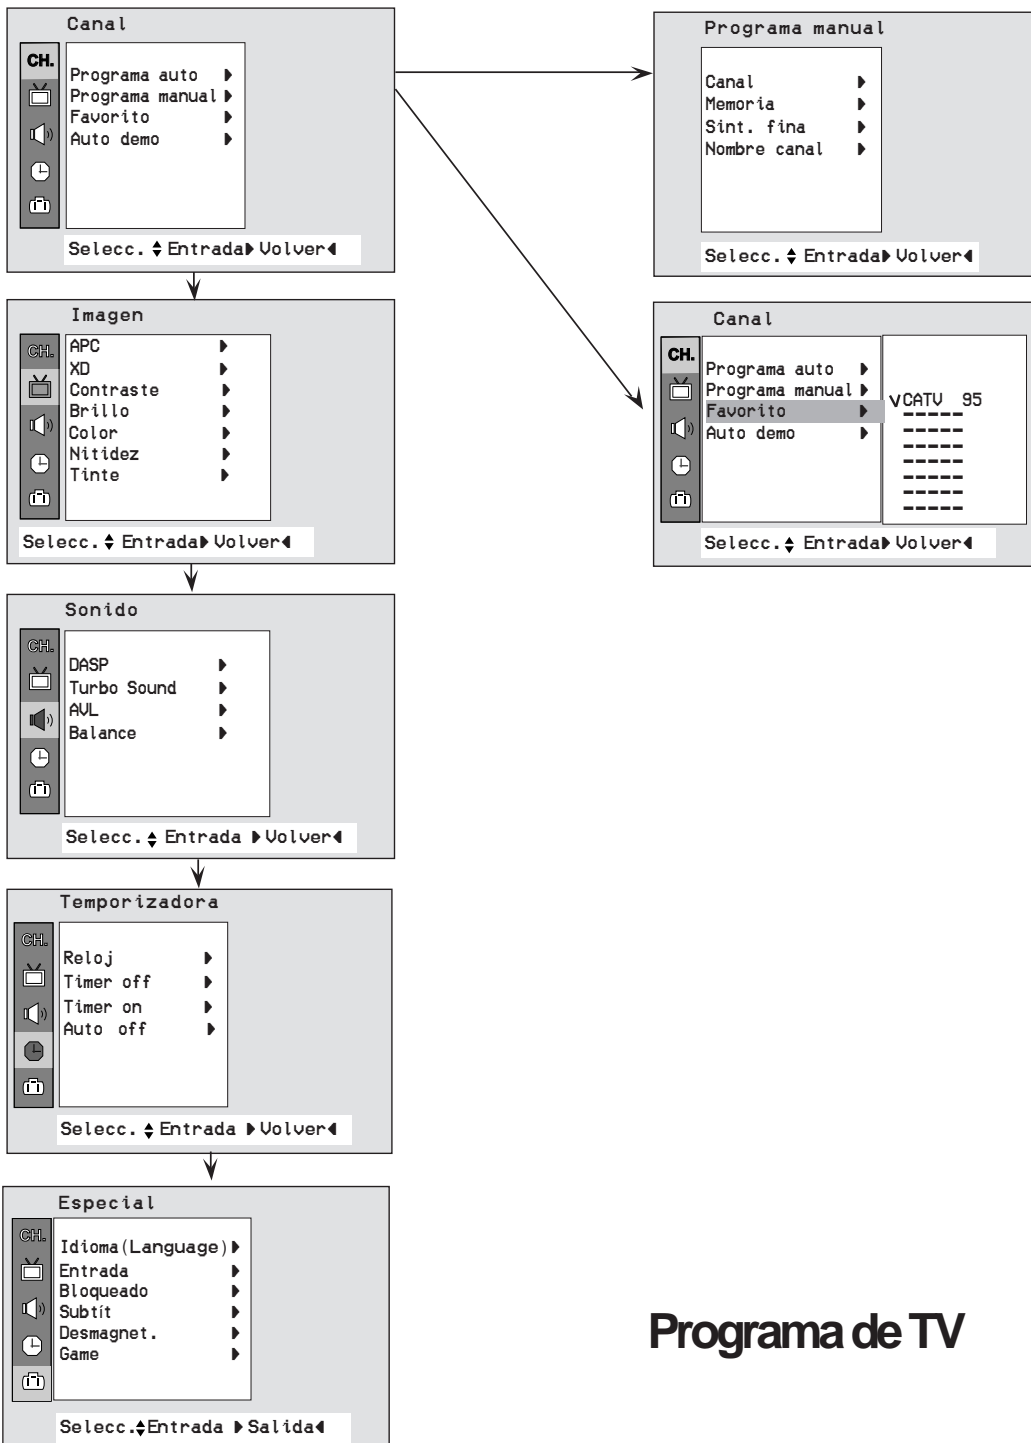 Canal
CH.
Programa auto
Programa manual
Favorito
Auto demo
Selecc. Entrada Volver
Imagen
CH.
APC
XD
Contraste
Brillo
Color
Nitidez
Tinte
Selecc. Entrada Volver
Sonido
CH.
DASP
Turbo Sound
AVL
Balance
Selecc. Entrada Volver
Temporizadora
CH.
Reloj
Timer off
Timer on
Auto off
Selecc. Entrada Volver
Especial
CH.
Idioma(Language)
Entrada
Bloqueado
Subtít
Desmagnet.
Game
Selecc. Entrada Salida
Programa manual
Canal
Memoria
Sint. fina
Nombre canal
Selecc. Entrada Volver
Canal
CH.
Programa auto
Programa manual
Favorito
Auto demo
vCATV 95
-----
-----
-----
-----
-----
-----
-----
Selecc. Entrada Volver
Programa de TV